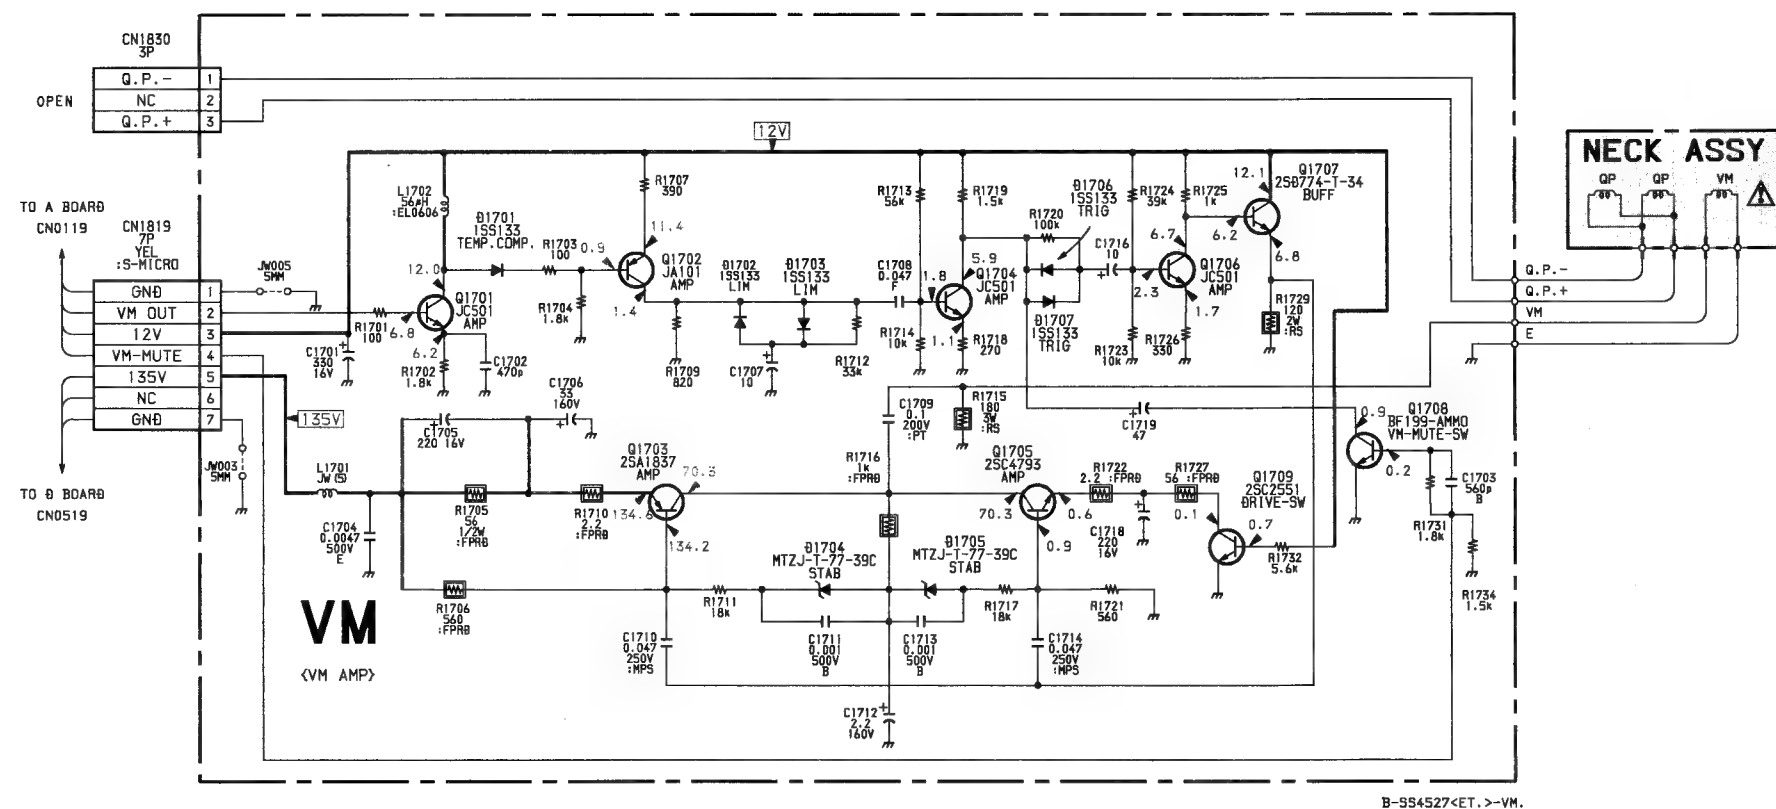 CN1830
3P
OPEN
Q.P.- 1
NC 2
Q.P.+ 3
TO A BOARD
CN0119
CN1819
7P
YEL
:S-MICRO
GND 1
VM OUT 2
12V 3
VM-MUTE 4
135V 5
NC 6
GND 7
TO D BOARD
CN0519
JW005
5MM
JW003
5MM
12V
135V
L1702
56μH
:EL0606
D1701
1SS133
TEMP.COMP.
R1703
100
0.9
R1707
390
11.4
Q1702
JA101
AMP
1.4
12.0
Q1701
JC501
AMP
R1701
100
6.8
6.2
C1701
330
16V
R1702
1.8k
C1702
470p
R1704
1.8k
D1702
1SS133
LIM
D1703
1SS133
LIM
R1709
820
C1707
10
R1712
33k
C1708
0.047
F
R1713
56k
R1714
10k
1.8
R1719
1.5k
5.9
Q1704
JC501
AMP
1.1
R1718
270
D1706
1SS133
TRIG
R1720
100k
D1707
1SS133
TRIG
C1716
10
R1724
39k
R1723
10k
2.3
R1725
1k
6.7
Q1706
JC501
AMP
1.7
R1726
330
12.1
Q1707
2SD774-T-34
BUFF
6.2
6.8
R1729
120
2W
:RS
NECK ASSY
QP
QP
VM
Q.P.-
Q.P.+
VM
E
C1706
33
160V
C1705
220 16V
L1701
JW(5)
C1704
0.0047
500V
E
R1705
56
1/2W
:FPRD
R1710
2.2
:FPRD
R1706
560
:FPRD
Q1703
2SA1837
AMP
70.3
134.6
134.2
R1716
1k
:FPRD
C1709
0.1
200V
:PT
R1715
180
3W
:RS
Q1705
2SC4793
AMP
70.3
0.6
0.9
R1722
2.2 :FPRD
R1727
56 :FPRD
C1718
220
16V
C1719
47
0.1
Q1709
2SC2551
DRIVE-SW
0.7
R1732
5.6k
0.9
Q1708
BF199-AMMO
VM-MUTE-SW
0.2
C1703
560p
B
R1731
1.8k
R1734
1.5k
D1704
MTZJ-T-77-39C
STAB
D1705
MTZJ-T-77-39C
STAB
R1711
18k
R1717
18k
R1721
560
C1710
0.047
250V
:MPS
C1711
0.001
500V
B
C1713
0.001
500V
B
C1714
0.047
250V
:MPS
C1712
2.2
160V
VM
<VM AMP>
B-SS4527<ET.>-VM.